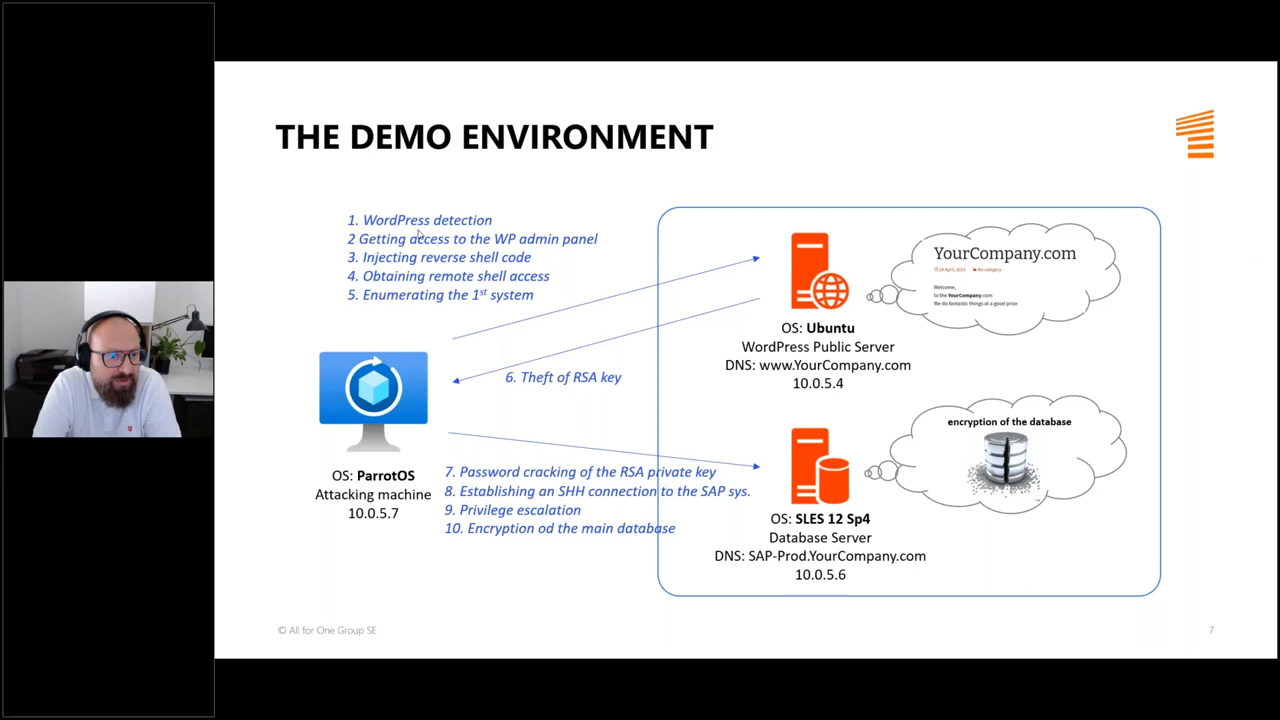 THE DEMO ENVIRONMENT
1. WordPress detection
2 Getting access to the WP admin panel
3. Injecting reverse shell code
4. Obtaining remote shell access
5. Enumerating the 1st system
6. Theft of RSA key
OS: ParrotOS
Attacking machine
10.0.5.7
7. Password cracking of the RSA private key
8. Establishing an SHH connection to the SAP sys.
9. Privilege escalation
10. Encryption od the main database
YourCompany.com
24 April, 2021 No category
Welcome,
to the YourCompany.com
We do fantastic things at a good price
OS: Ubuntu
WordPress Public Server
DNS: www.YourCompany.com
10.0.5.4
encryption of the database
OS: SLES 12 Sp4
Database Server
DNS: SAP-Prod.YourCompany.com
10.0.5.6
© All for One Group SE
7